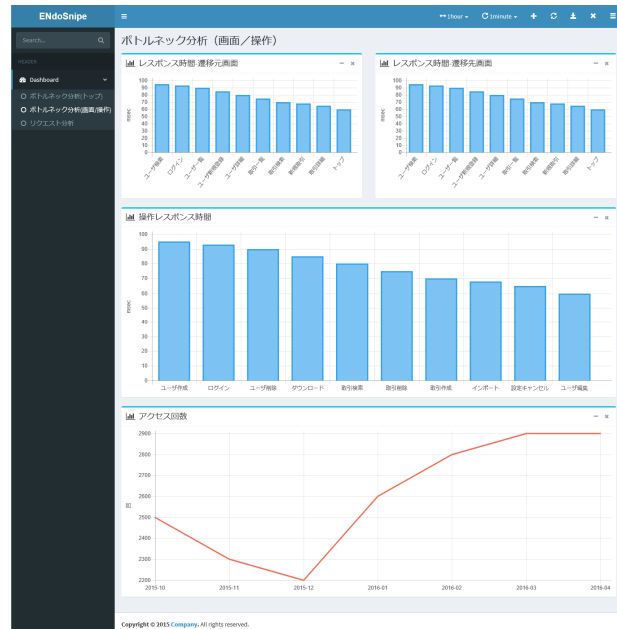 ENdoSnipe
1hour
1minute
Search...
HEADER
Dashboard
ボトルネック分析(トップ)
ボトルネック分析(画面/操作)
リクエスト分析
ボトルネック分析（画面／操作）
レスポンス時間-遷移元画面
100
90
80
70
60
50
40
30
20
10
0
msec
ユーザ検索
ログイン
ユーザ一覧
ユーザ新規登録
ユーザ詳細
取引一覧
取引検索
新規取引
取引詳細
トップ
レスポンス時間-遷移先画面
100
90
80
70
60
50
40
30
20
10
0
msec
ユーザ検索
ログイン
ユーザ一覧
ユーザ新規登録
ユーザ詳細
取引一覧
取引検索
新規取引
取引詳細
トップ
操作レスポンス時間
100
90
80
70
60
50
40
30
20
10
0
msec
ユーザ作成
ログイン
ユーザ削除
ダウンロード
取引検索
取引削除
取引作成
インポート
設定キャンセル
ユーザ編集
アクセス回数
2900
2800
2700
2600
2500
2400
2300
2200
回
2015-10
2015-11
2015-12
2016-01
2016-02
2016-03
2016-04
Copyright © 2015 Company. All rights reserved.